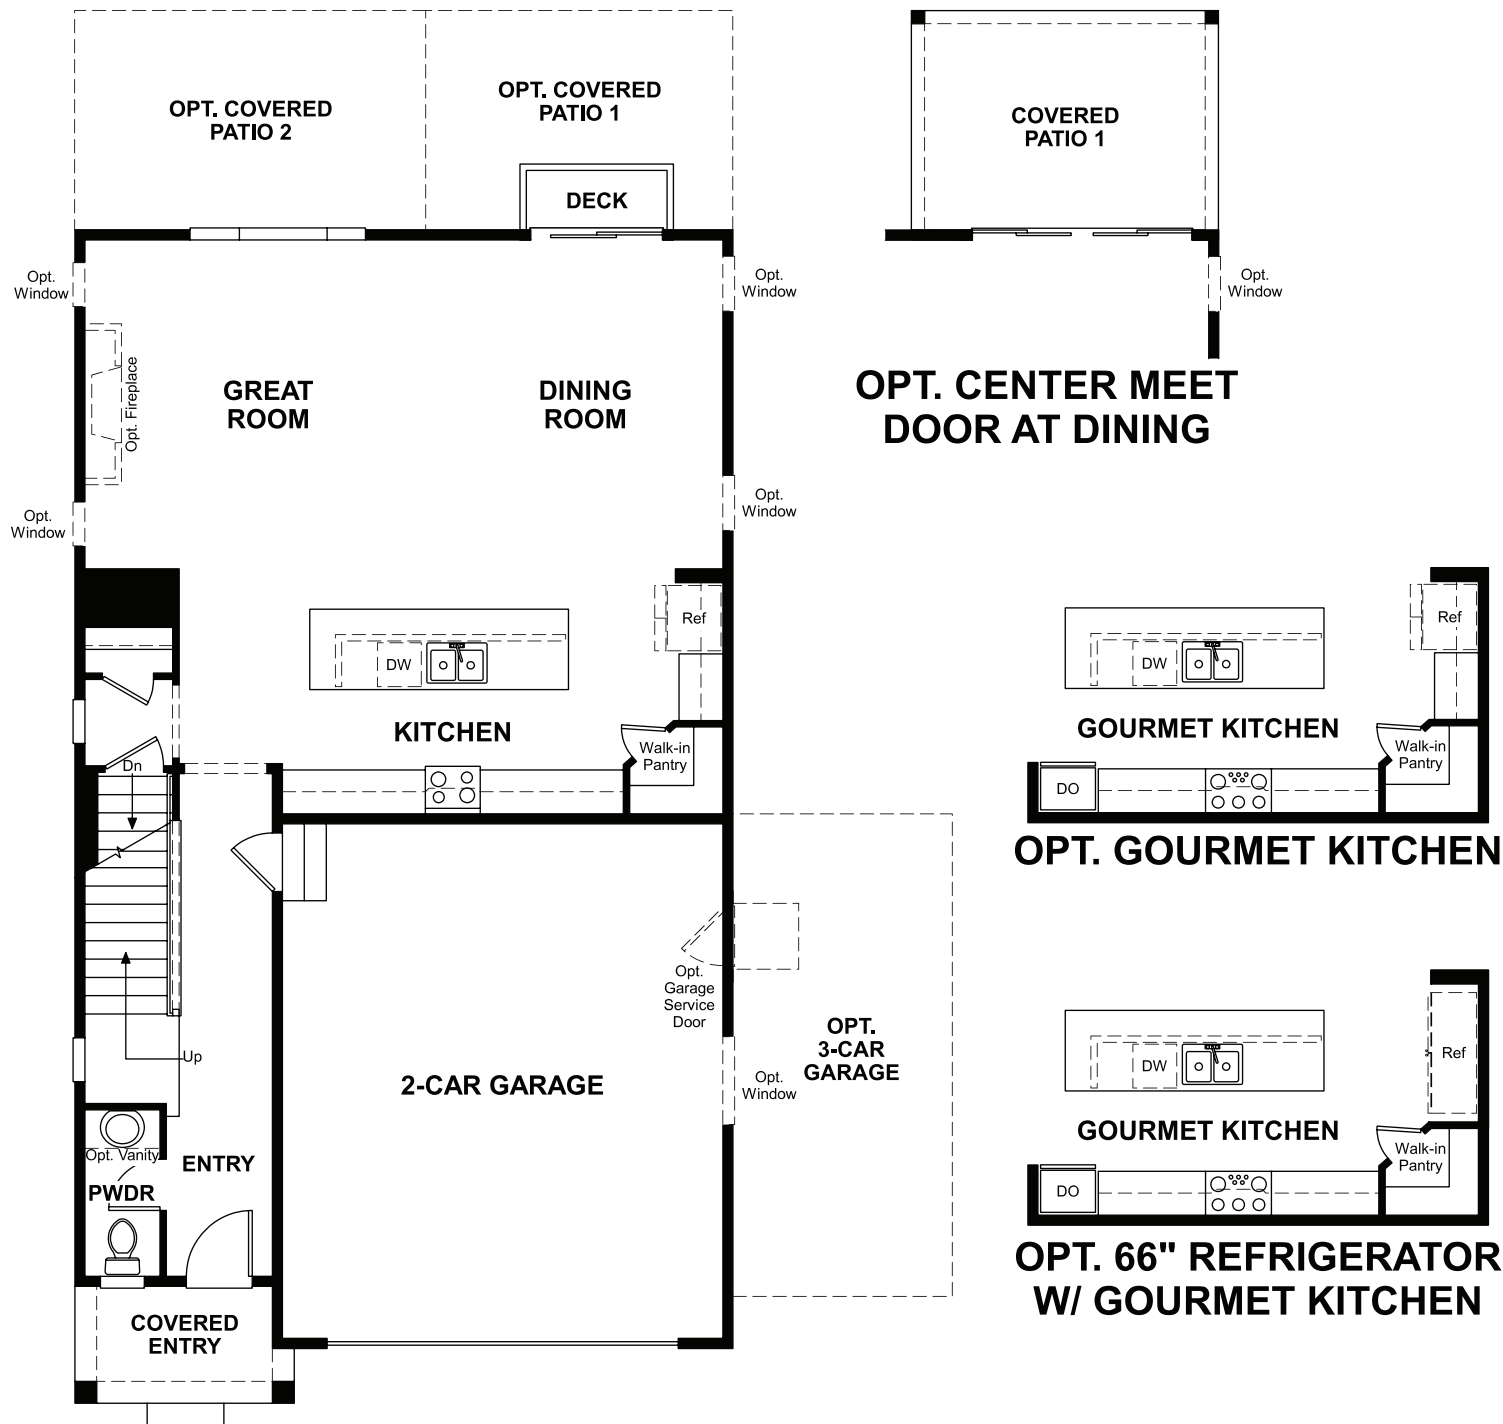 OPT. COVERED
PATIO 2
OPT. COVERED
PATIO 1
DECK
Opt.
Window
Opt.
Window
Opt. Fireplace
GREAT
ROOM
DINING
ROOM
Opt.
Window
Opt.
Window
Ref
DW
KITCHEN
Walk-in
Pantry
Dn
Up
Opt.
Garage
Service
Door
OPT.
3-CAR
GARAGE
2-CAR GARAGE
Opt.
Window
Opt. Vanity
ENTRY
PWDR
COVERED
ENTRY
COVERED
PATIO 1
Opt.
Window
OPT. CENTER MEET
DOOR AT DINING
Ref
DW
GOURMET KITCHEN
Walk-in
Pantry
DO
OPT. GOURMET KITCHEN
Ref
DW
GOURMET KITCHEN
Walk-in
Pantry
DO
OPT. 66" REFRIGERATOR
W/ GOURMET KITCHEN